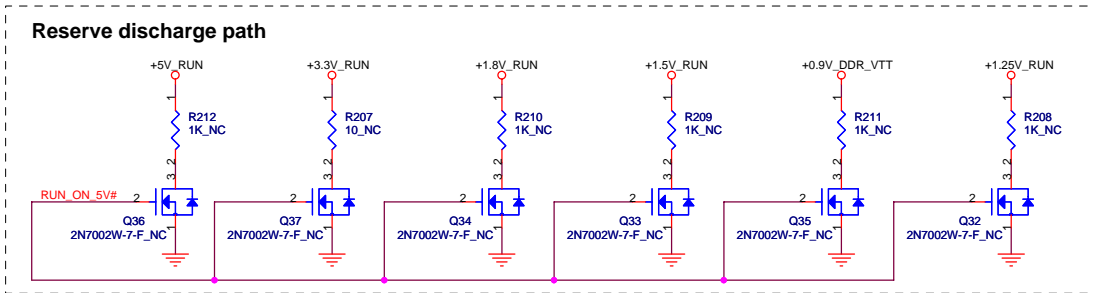 Reserve discharge path
+5V_RUN
+3.3V_RUN
+1.8V_RUN
+1.5V_RUN
+0.9V_DDR_VTT
+1.25V_RUN
1
1
1
1
1
1
R212
1K_NC
R207
10_NC
R210
1K_NC
R209
1K_NC
R211
1K_NC
R208
1K_NC
3 2
3 2
3 2
3 2
3 2
3 2
RUN_ON_5V#
2
2
2
2
2
2
Q36
2N7002W-7-F_NC
1
Q37
2N7002W-7-F_NC
1
Q34
2N7002W-7-F_NC
1
Q33
2N7002W-7-F_NC
1
Q35
2N7002W-7-F_NC
1
Q32
2N7002W-7-F_NC
1